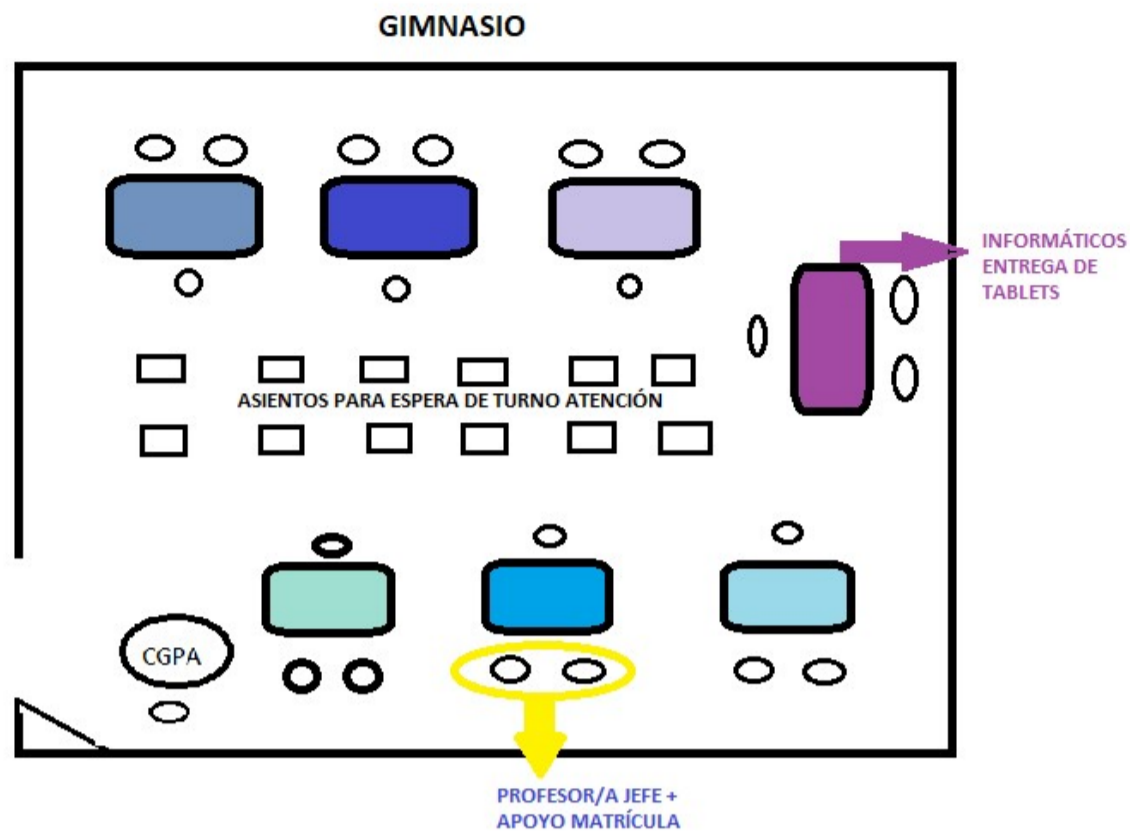 GIMNASIO
INFORMÁTICOS
ENTREGA DE
TABLETS
ASIENTOS PARA ESPERA DE TURNO ATENCIÓN
CGPA
PROFESOR/A JEFE +
APOYO MATRÍCULA